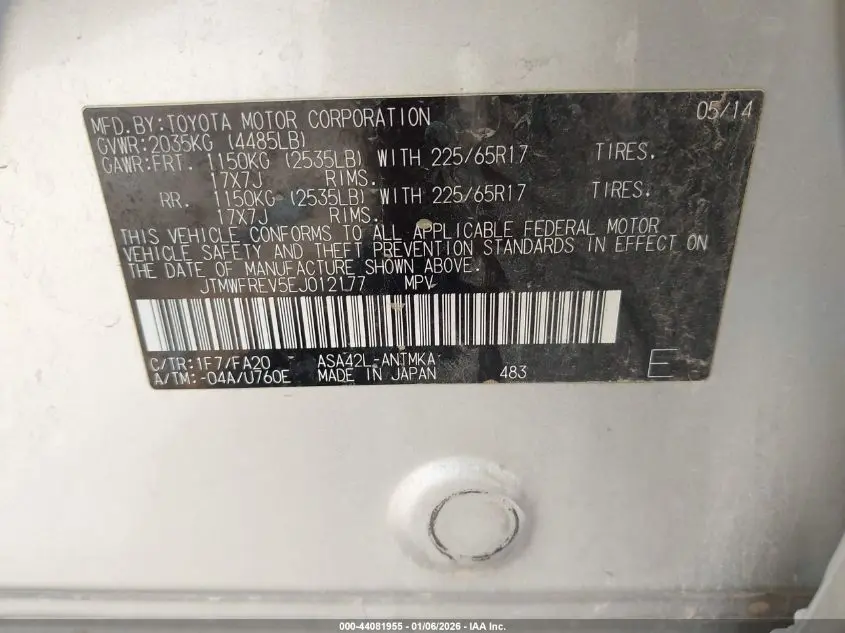 MFD.BY:TOYOTA MOTOR CORPORATION 05/14
GVWR:2035KG (4485LB)
GAWR:FRT. 1150KG (2535LB) WITH 225/65R17 TIRES.
17X7J RIMS.
RR. 1150KG (2535LB) WITH 225/65R17 TIRES.
17X7J RIMS.
THIS VEHICLE CONFORMS TO ALL APPLICABLE FEDERAL MOTOR
VEHICLE SAFETY AND THEFT PREVENTION STANDARDS IN EFFECT ON
THE DATE OF MANUFACTURE SHOWN ABOVE.
JTMWFREV5EJ012177 MPV
C/TR:1F7/FA20 ASA42L-ANTMKA
A/TM:-04A/U760E MADE IN JAPAN 483 E
000-44081955 - 01/06/2026 - IAA Inc.